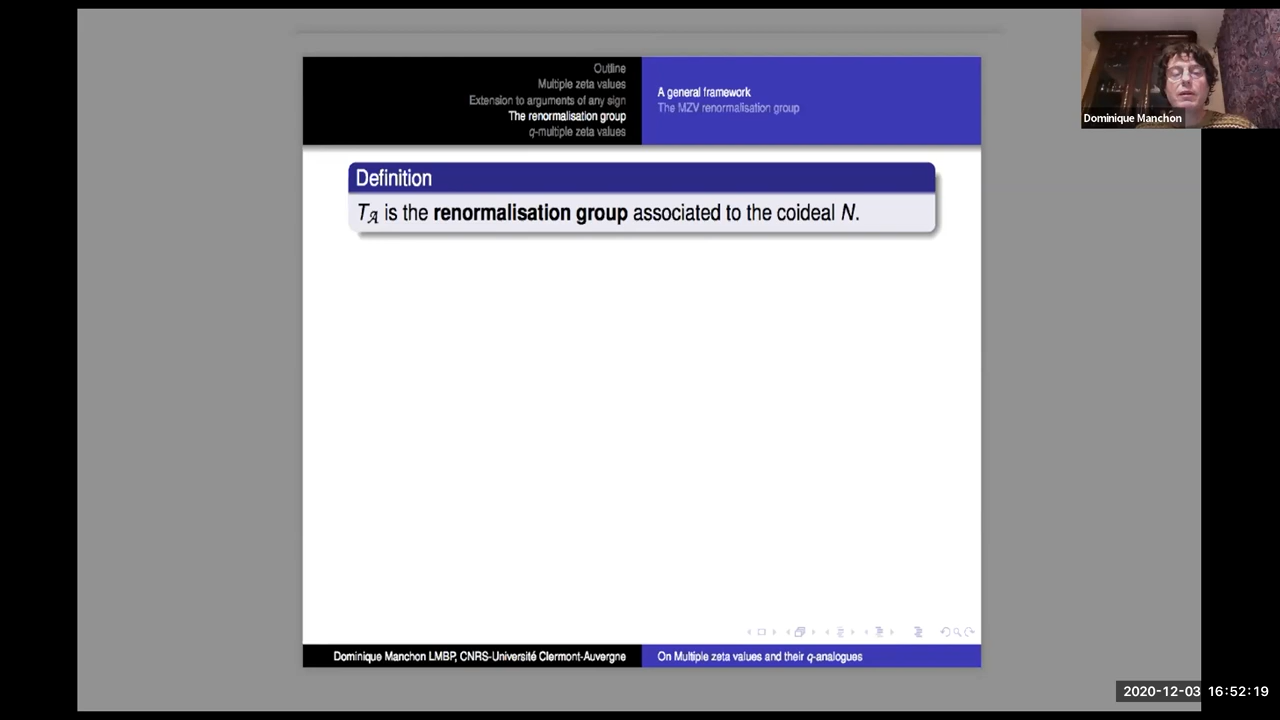 Outline
Multiple zeta values
Extension to arguments of any sign
The renormalisation group
q-multiple zeta values
A general framework
The MZV renormalisation group
Dominique Manchon
Definition
T𝒜 is the renormalisation group associated to the coideal N.
Dominique Manchon LMBP, CNRS-Université Clermont-Auvergne
On Multiple zeta values and their q-analogues
2020-12-03 16:52:19